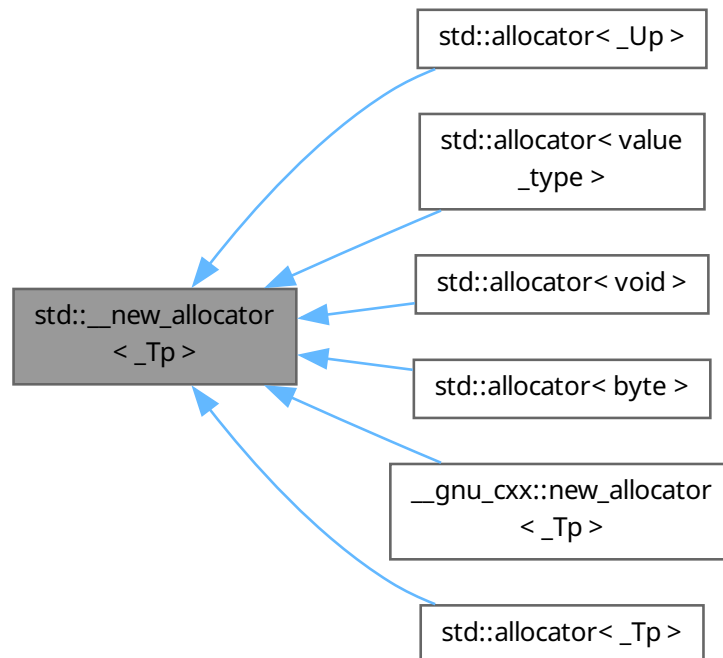 std::allocator< _Up >
std::allocator< value
_type >
std::allocator< void >
std::__new_allocator
< _Tp >
std::allocator< byte >
__gnu_cxx::new_allocator
< _Tp >
std::allocator< _Tp >